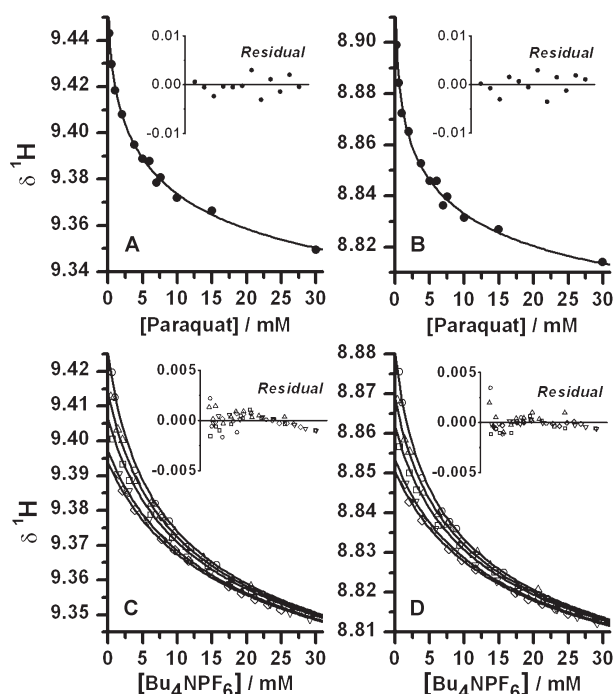 9.44
9.42
9.40
9.38
9.36
9.34
δ ¹H
0.01
0.00
-0.01
Residual
A
0 5 10 15 20 25 30
[Paraquat] / mM
8.90
8.88
8.86
8.84
8.82
δ ¹H
0.01
0.00
-0.01
Residual
B
0 5 10 15 20 25 30
[Paraquat] / mM
9.42
9.41
9.40
9.39
9.38
9.37
9.36
9.35
δ ¹H
0.005
0.000
-0.005
Residual
C
0 5 10 15 20 25 30
[Bu₄NPF₆] / mM
8.88
8.87
8.86
8.85
8.84
8.83
8.82
8.81
0.005
0.000
-0.005
Residual
D
0 5 10 15 20 25 30
[Bu₄NPF₆] / mM